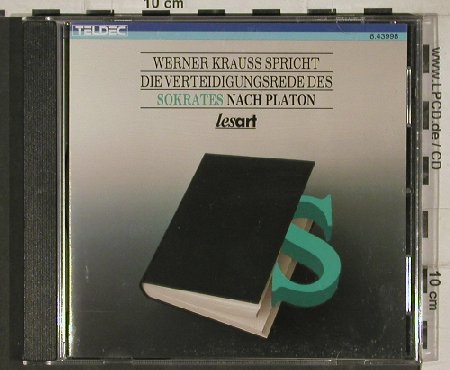 10 cm
TELDEC
8.43998
WERNER KRAUSS SPRICHT
DIE VERTEIDIGUNGSREDE DES
SOKRATES NACH PLATON
lesart
S
www.LPCD.de / CD
10 cm